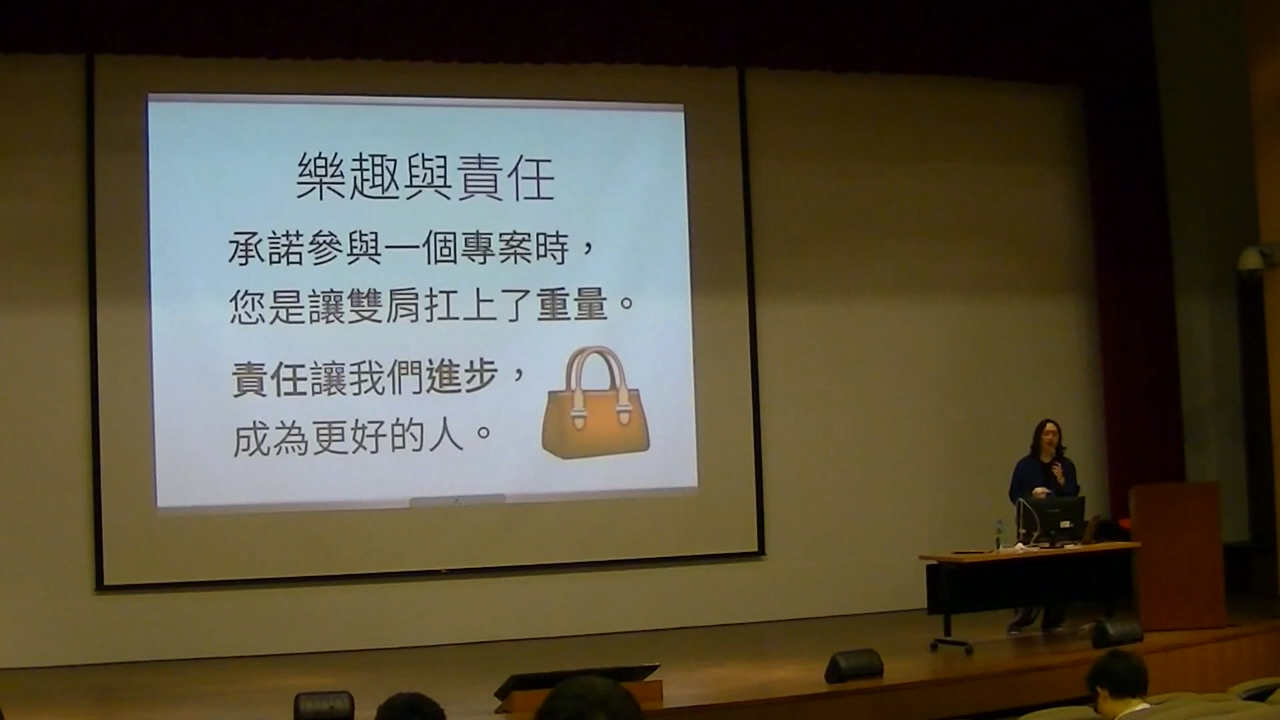 樂趣與責任
承諾參與一個專案時，
您是讓雙肩扛上了重量。
責任讓我們進步，
成為更好的人。